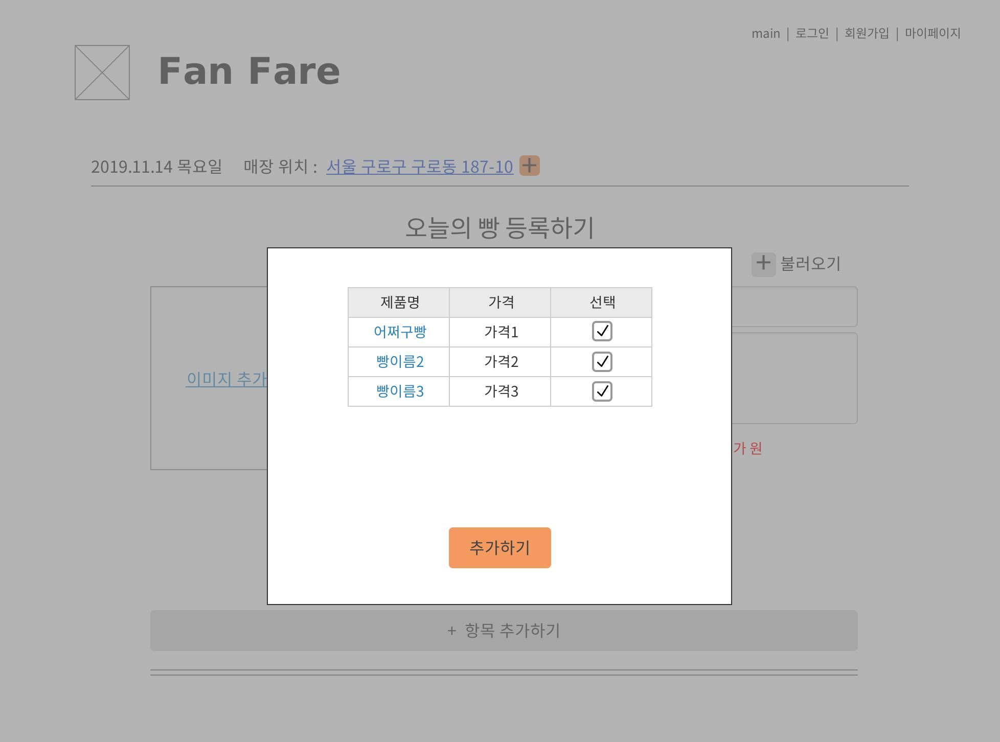 main | 로그인 | 회원가입 | 마이페이지
Fan Fare
2019.11.14 목요일 매장 위치 : 서울 구로구 구로동 187-10 +
오늘의 빵 등록하기
+ 불러오기
제품명 가격 선택
어쩌구빵 가격1
빵이름2 가격2
빵이름3 가격3
이미지 추가
가 원
추가하기
+ 항목 추가하기